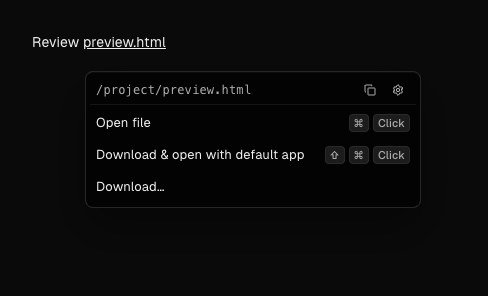 Review preview.html
/project/preview.html
Open file ⌘ Click
Download & open with default app ⇧ ⌘ Click
Download...